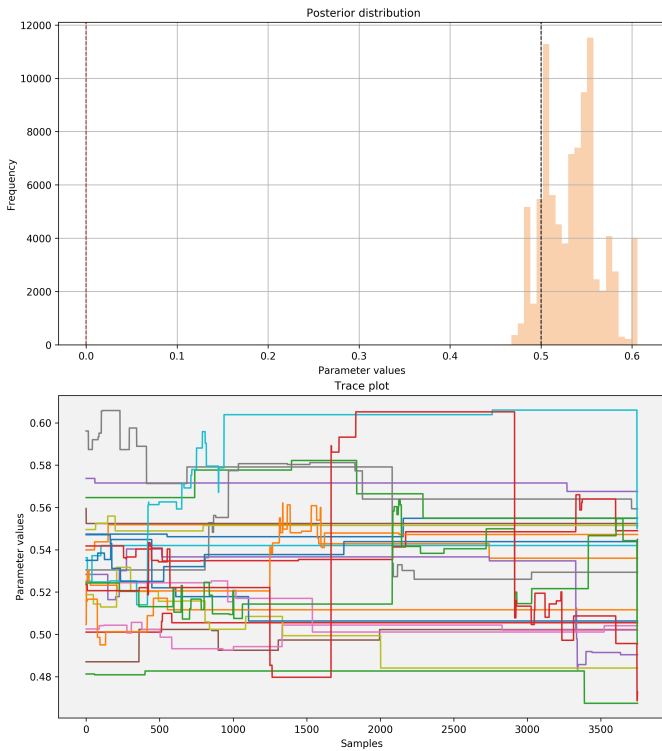 Posterior distribution
12000
10000
8000
6000
4000
2000
0
Frequency
0.0 0.1 0.2 0.3 0.4 0.5 0.6
Parameter values
Trace plot
0.60
0.58
0.56
0.54
0.52
0.50
0.48
Parameter values
0 500 1000 1500 2000 2500 3000 3500
Samples